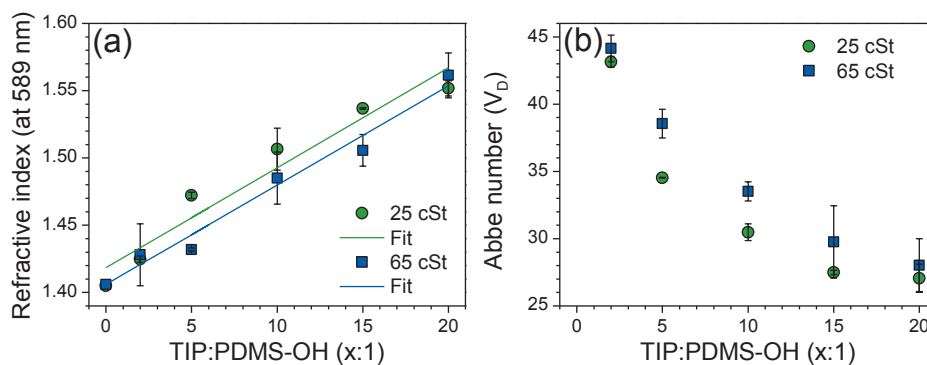 (a)
Refractive index (at 589 nm)
1.60
1.55
1.50
1.45
1.40
25 cSt
Fit
65 cSt
Fit
0 5 10 15 20
TIP:PDMS-OH (x:1)
(b)
Abbe number (V_D)
45
40
35
30
25
25 cSt
65 cSt
0 5 10 15 20
TIP:PDMS-OH (x:1)